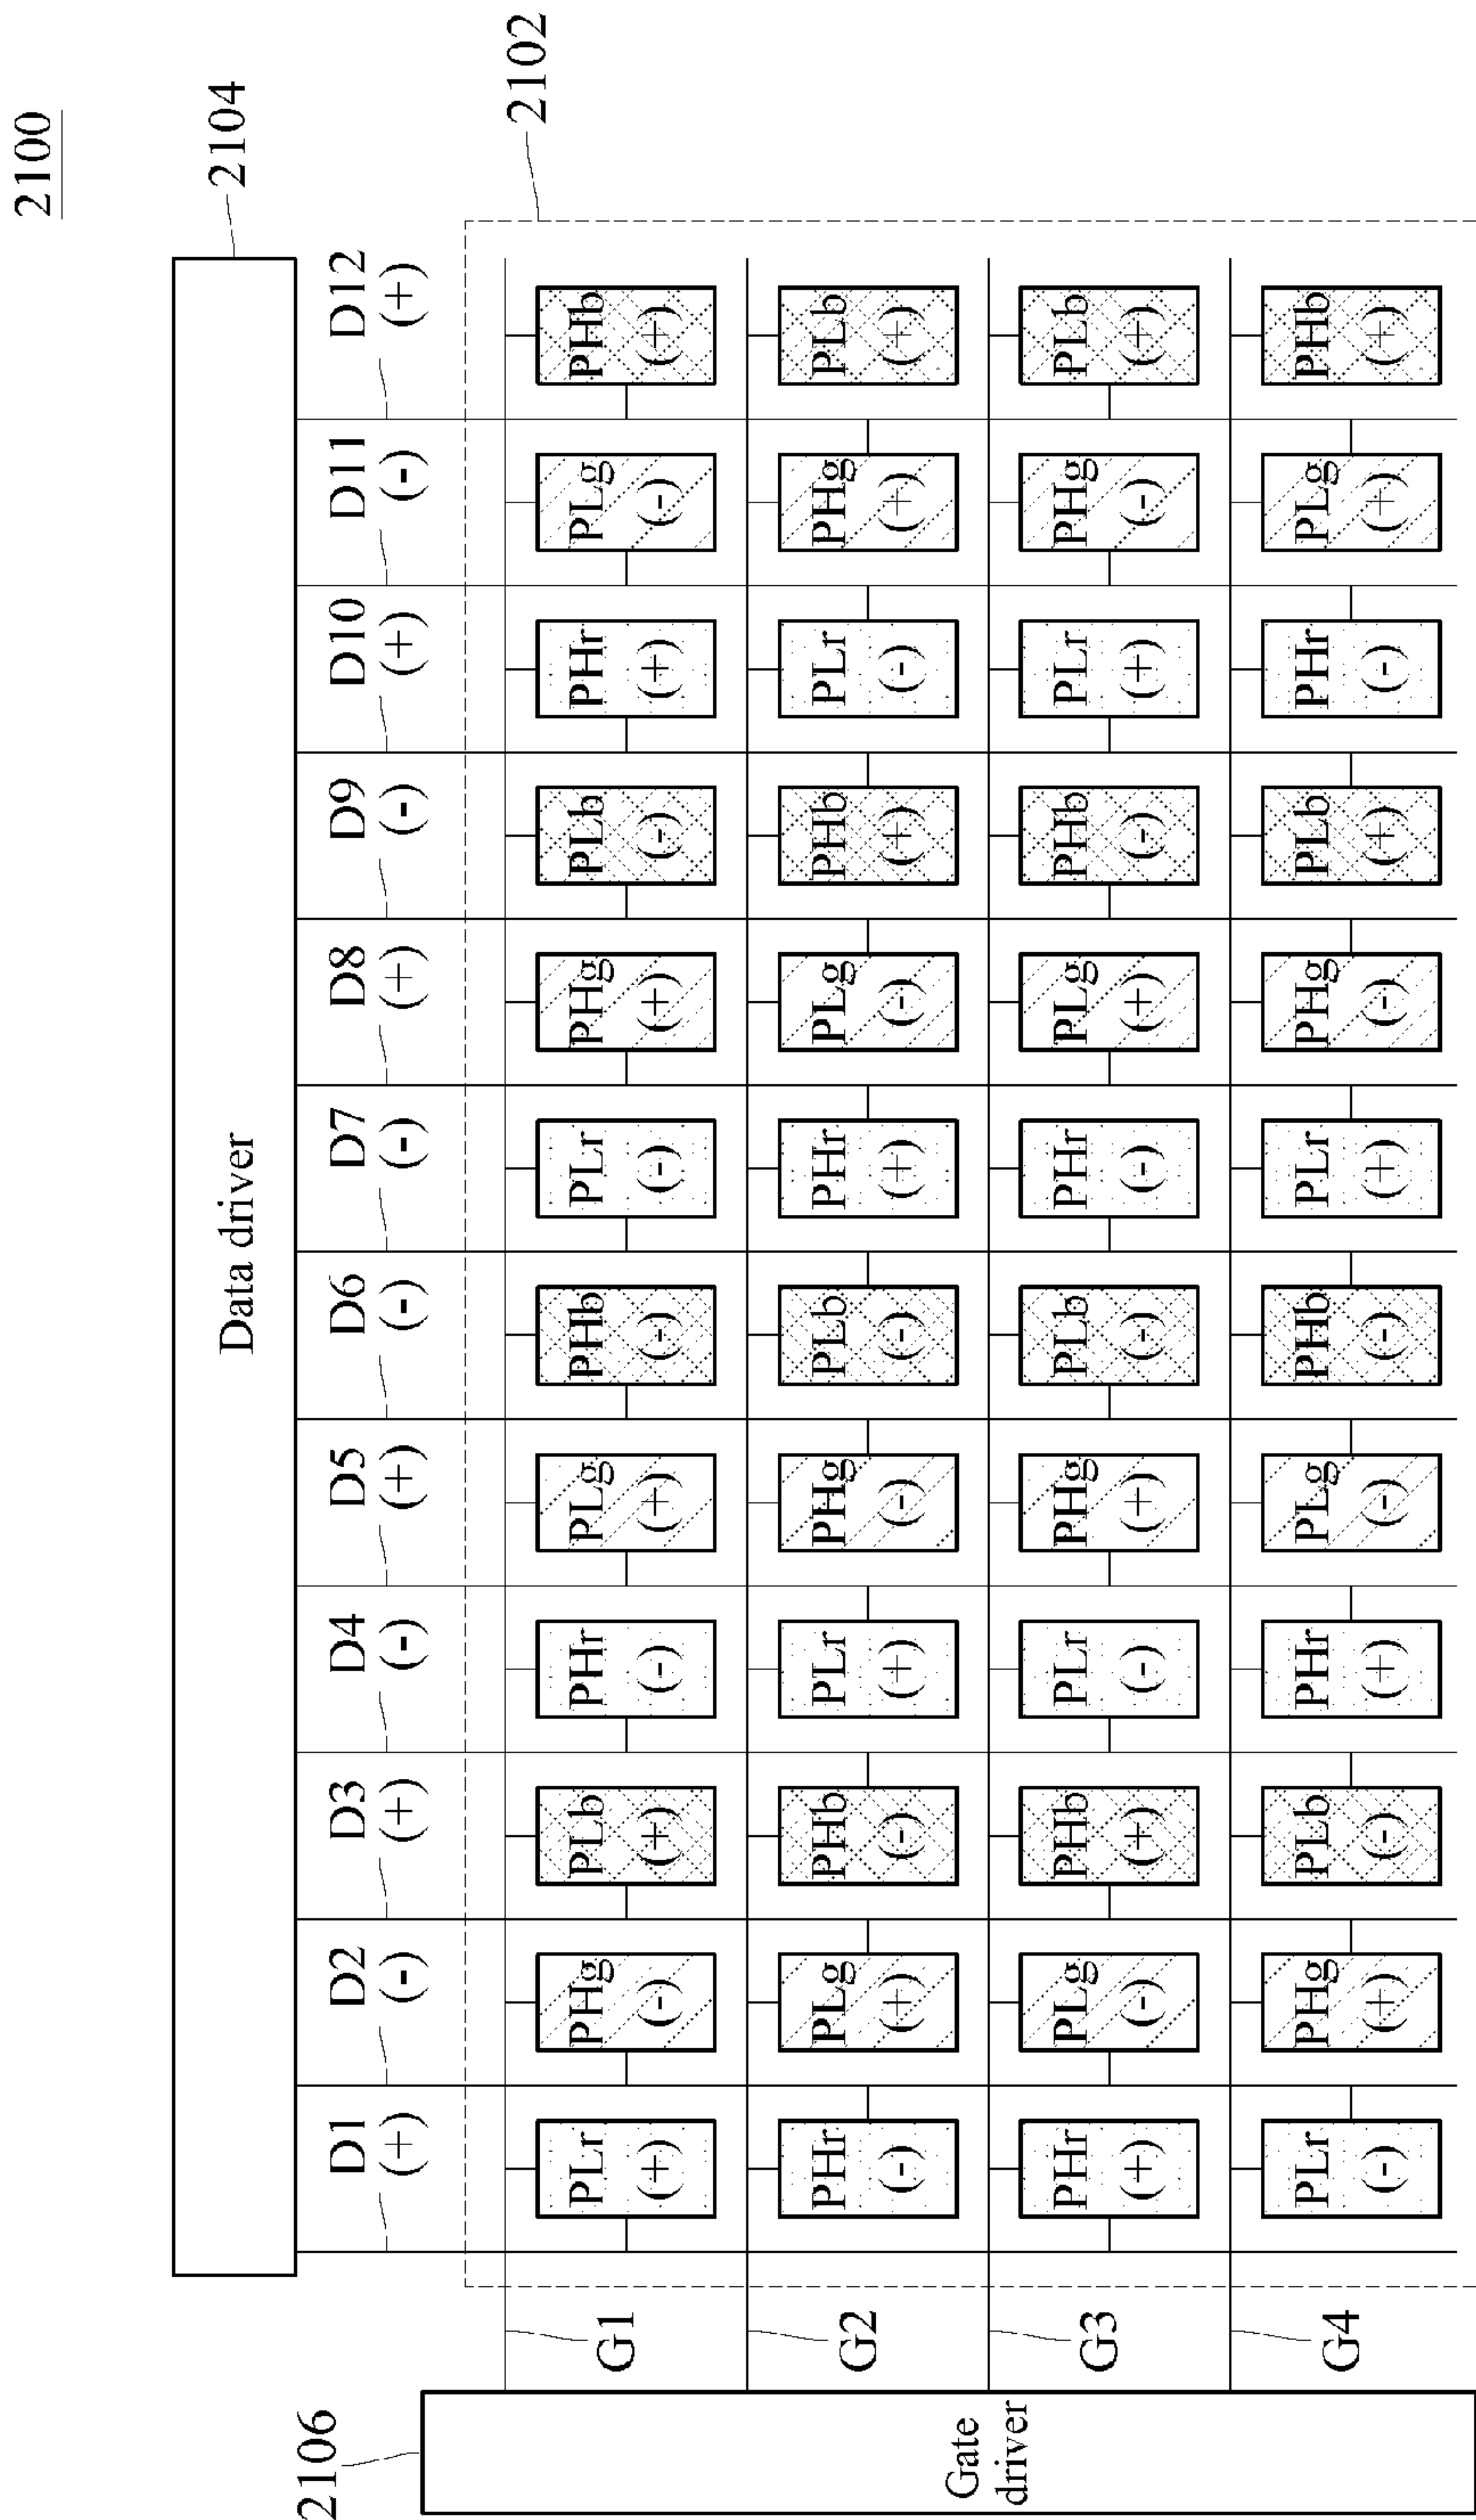 2100
2104
Data driver
D1 D2 D3 D4 D5 D6 D7 D8 D9 D10 D11 D12
(+) (-) (+) (-) (+) (-) (-) (+) (-) (+) (-) (+)
2102
2106
Gate
driver
G1
PLr PHg PLb PHr PLg PHb PLr PHg PLb PHr PLg PHb
(+) (-) (+) (-) (+) (-) (-) (+) (-) (+) (-) (+)
G2
PHr PLg PHb PLr PHg PLb PHr PLg PHb PLr PHg PLb
(-) (+) (-) (+) (-) (-) (+) (-) (+) (-) (+) (+)
G3
PHr PLg PHb PLr PHg PLb PHr PLg PHb PLr PHg PLb
(+) (-) (+) (-) (+) (-) (-) (+) (-) (+) (-) (+)
G4
PLr PHg PLb PHr PLg PHb PLr PHg PLb PHr PLg PHb
(-) (+) (-) (+) (-) (-) (+) (-) (+) (-) (+) (+)